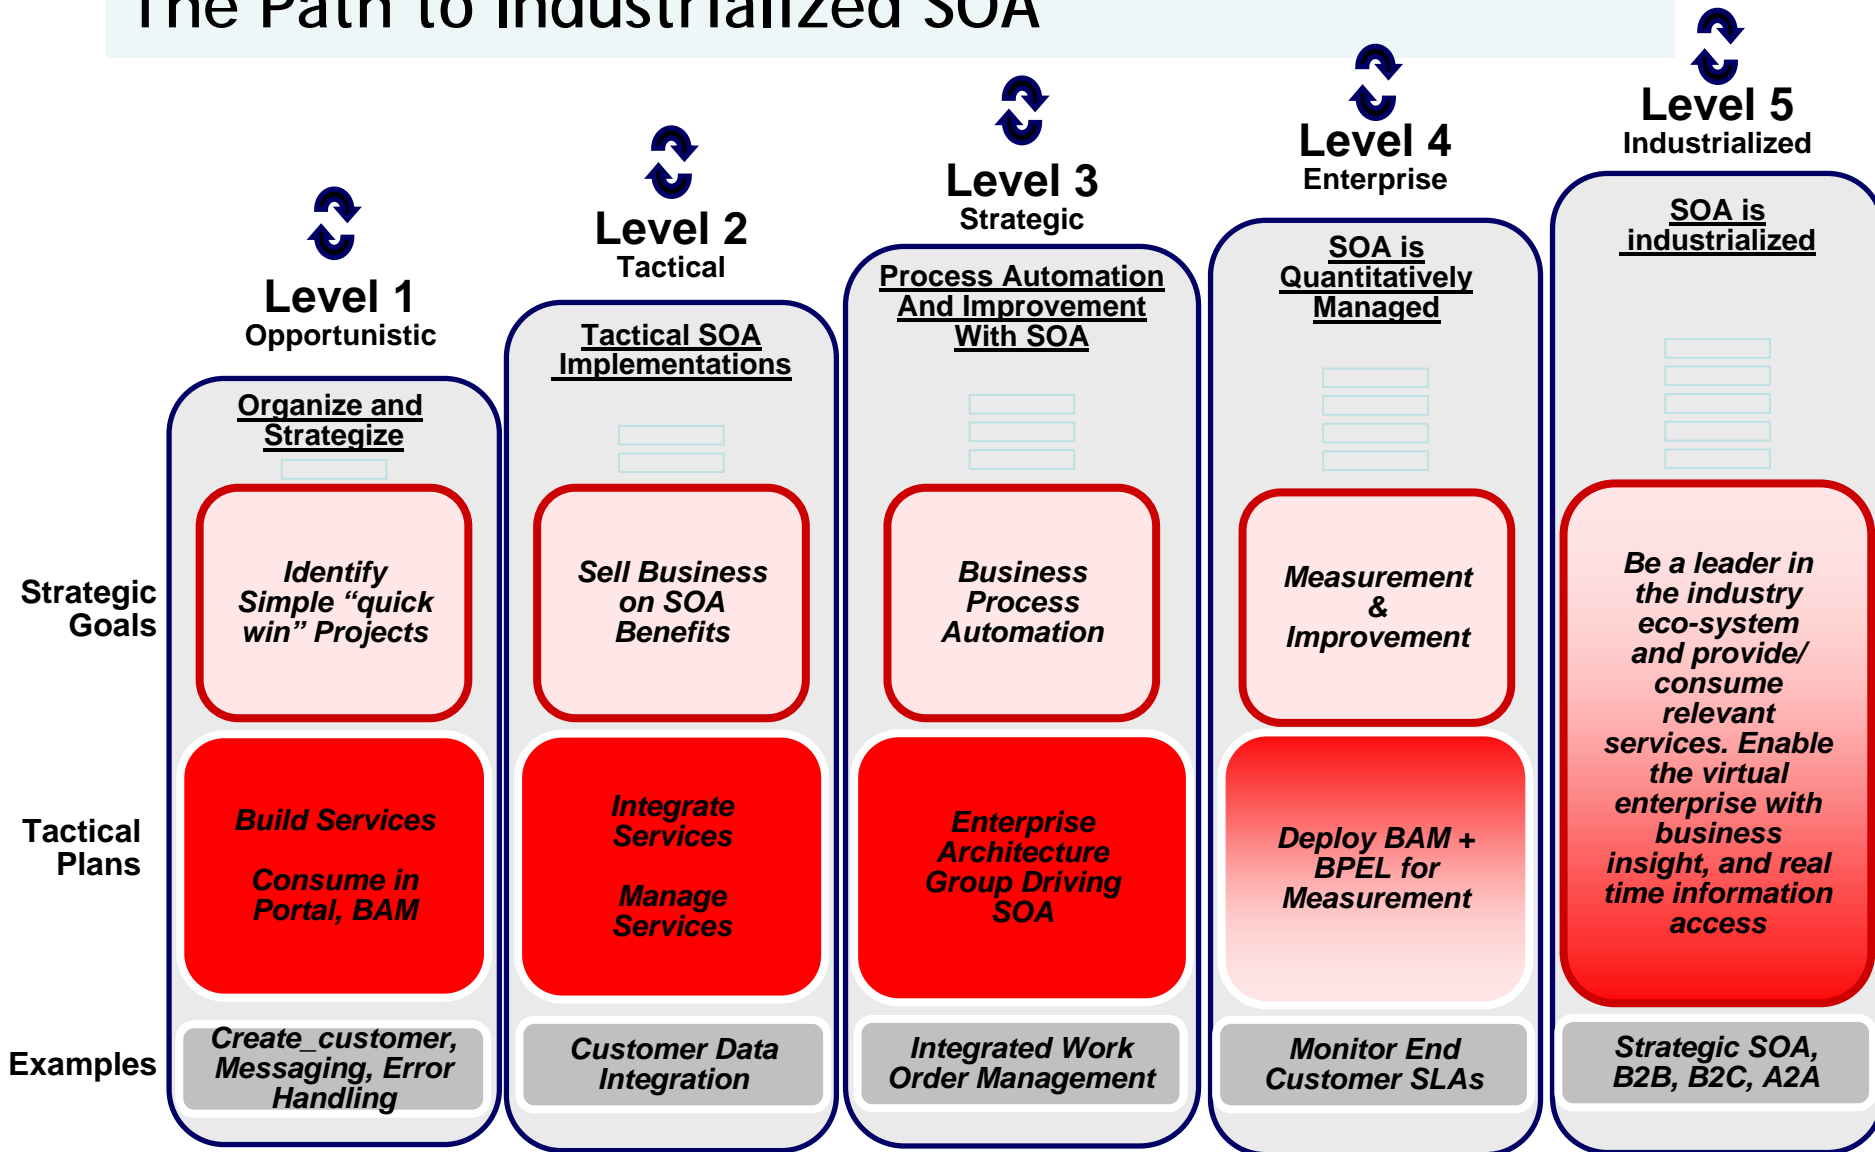 The Path to Industrialized SOA
Level 1
Opportunistic
Organize and
Strategize
Level 2
Tactical
Tactical SOA
Implementations
Level 3
Strategic
Process Automation
And Improvement
With SOA
Level 4
Enterprise
SOA is
Quantitatively
Managed
Level 5
Industrialized
SOA is
industrialized
Strategic
Goals
Identify
Simple “quick
win” Projects
Sell Business
on SOA
Benefits
Business
Process
Automation
Measurement
&
Improvement
Be a leader in
the industry
eco-system
and provide/
consume
relevant
services. Enable
the virtual
enterprise with
business
insight, and real
time information
access
Tactical
Plans
Build Services
Consume in
Portal, BAM
Integrate
Services
Manage
Services
Enterprise
Architecture
Group Driving
SOA
Deploy BAM +
BPEL for
Measurement
Examples
Create_customer,
Messaging, Error
Handling
Customer Data
Integration
Integrated Work
Order Management
Monitor End
Customer SLAs
Strategic SOA,
B2B, B2C, A2A